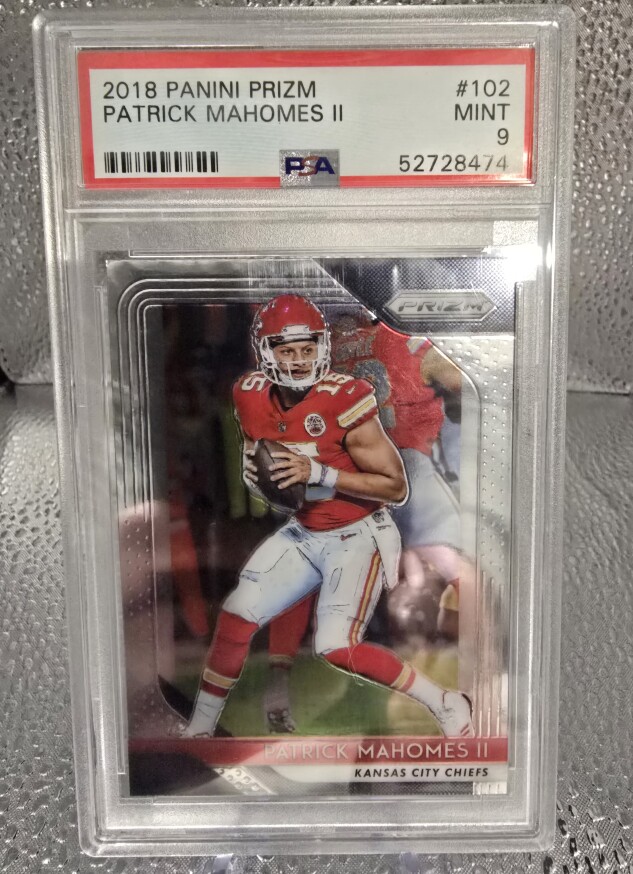 2018 PANINI PRIZM #102
PATRICK MAHOMES II MINT
9
PSA 52728474
PRIZM
15
PATRICK MAHOMES II
KANSAS CITY CHIEFS